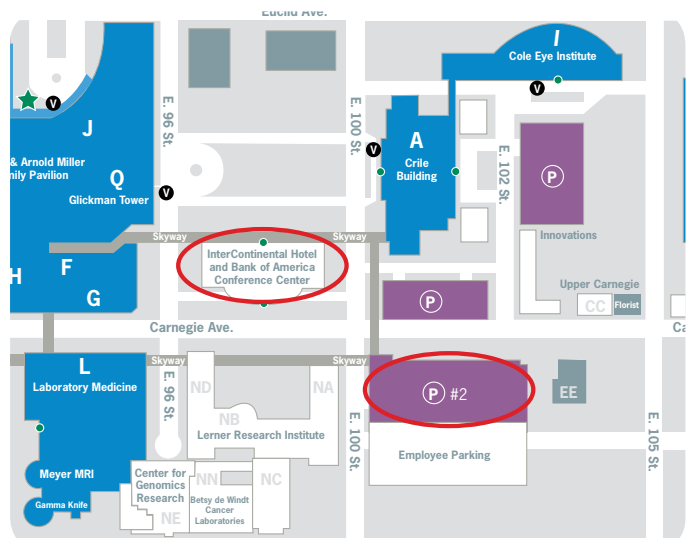 Euclid Ave.
I
Cole Eye Institute
V
V
J
E. 96 St.
E. 100 St.
V
A
Crile
Building
E. 102 St.
P
& Arnold Miller
Q
Glickman Tower
V
Skyway
Skyway
Innovations
InterContinental Hotel
and Bank of America
Conference Center
H
F
G
P
Upper Carnegie
CC
Florist
Carnegie Ave.
Ca
L
Laboratory Medicine
Skyway
Skyway
E. 96 St.
ND
NA
NB
Lerner Research Institute
P #2
EE
E. 100 St.
E. 105 St.
Employee Parking
Meyer MRI
Gamma Knife
Center for
Genomics
Research
NE
NN
Betsy de Windt
Cancer
Laboratories
NC